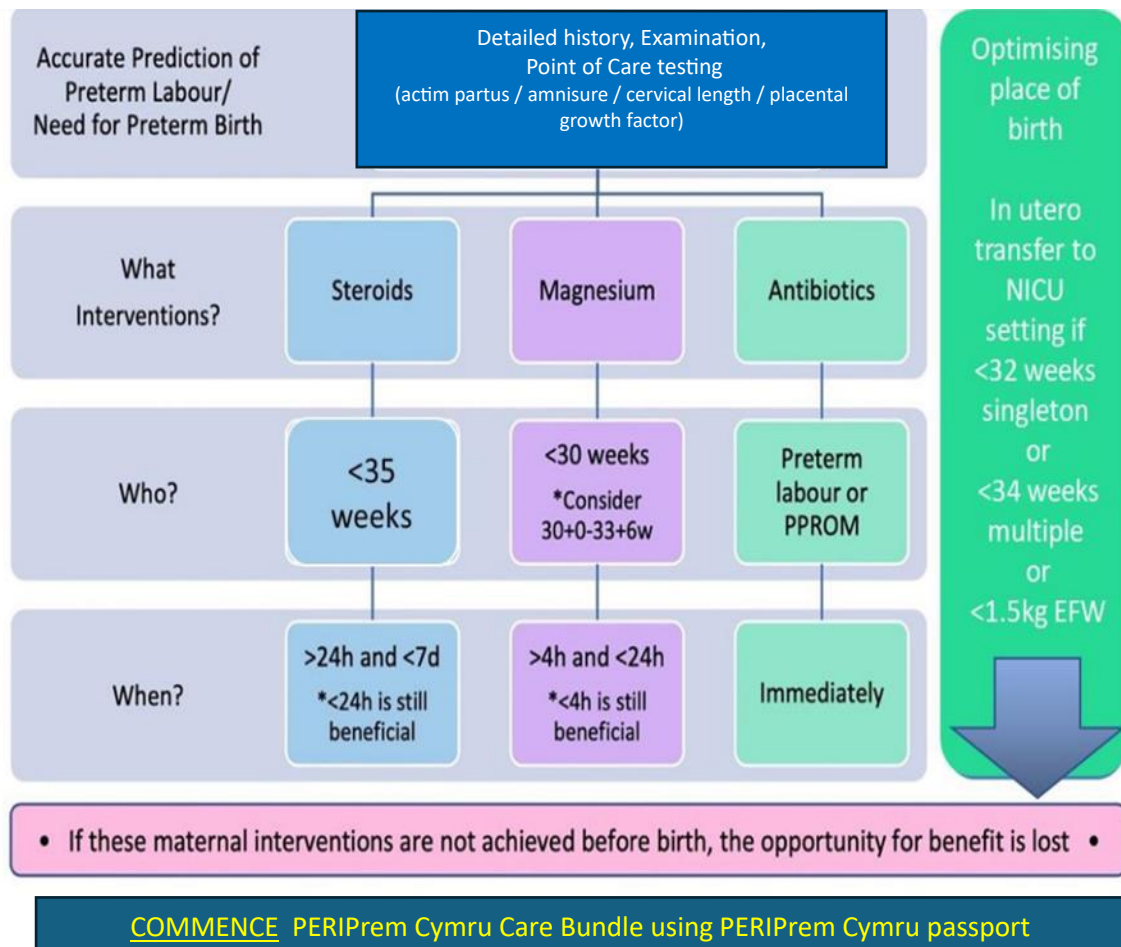 Accurate Prediction of
Preterm Labour/
Need for Preterm Birth
Detailed history, Examination,
Point of Care testing
(actim partus / amnisure / cervical length / placental
growth factor)
What
Interventions?
Steroids
Magnesium
Antibiotics
Who?
<35
weeks
<30 weeks
*Consider
30+0-33+6w
Preterm
labour or
PPROM
When?
>24h and <7d
*<24h is still
beneficial
>4h and <24h
*<4h is still
beneficial
Immediately
Optimising
place of
birth
In utero
transfer to
NICU
setting if
<32 weeks
singleton
or
<34 weeks
multiple
or
<1.5kg EFW
• If these maternal interventions are not achieved before birth, the opportunity for benefit is lost •
COMMENCE PERIPrem Cymru Care Bundle using PERIPrem Cymru passport